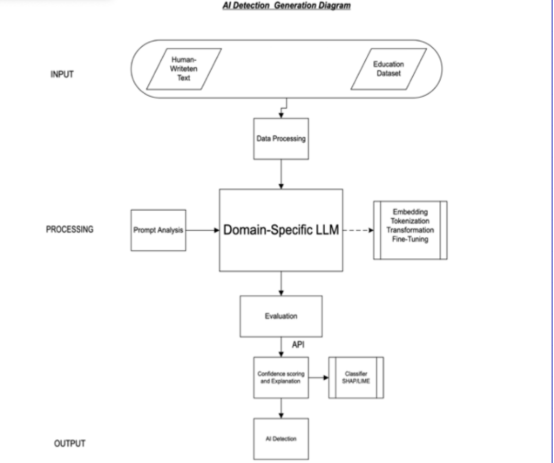 AI Detection Generation Diagram
INPUT
Human-
Writeten
Text
Education
Dataset
Data Processing
PROCESSING
Prompt Analysis
Domain-Specific LLM
Embedding
Tokenization
Transformation
Fine-Tuning
Evaluation
API
Confidence scoring
and Explanation
Classifier
SHAP/LIME
OUTPUT
AI Detection